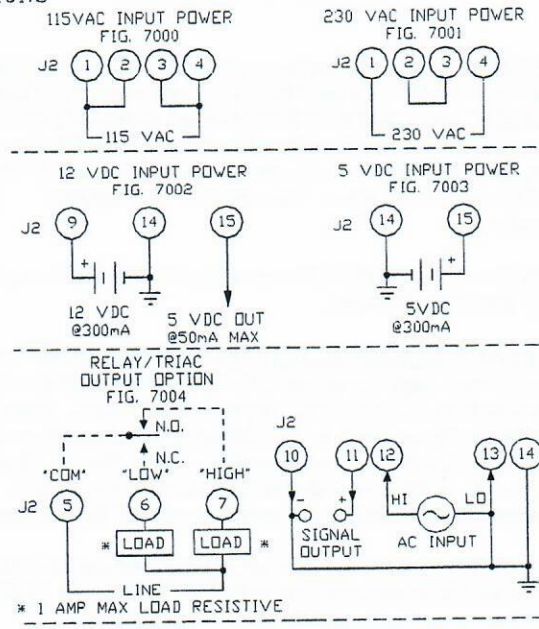 115VAC INPUT POWER
FIG. 7000
J2 1 2 3 4
115 VAC
230 VAC INPUT POWER
FIG. 7001
J2 1 2 3 4
230 VAC
12 VDC INPUT POWER
FIG. 7002
J2 9 14 15
+
12 VDC
@300mA
5 VDC OUT
@50mA MAX
5 VDC INPUT POWER
FIG. 7003
J2 14 15
+
5VDC
@300mA
RELAY/TRIAC
OUTPUT OPTION
FIG. 7004
N.O.
N.C.
"COM" "LOW" "HIGH"
J2 5 6 7
* LOAD LOAD *
LINE
* 1 AMP MAX LOAD RESISTIVE
J2
10 11 12 13 14
- + HI LO
SIGNAL
OUTPUT
AC INPUT